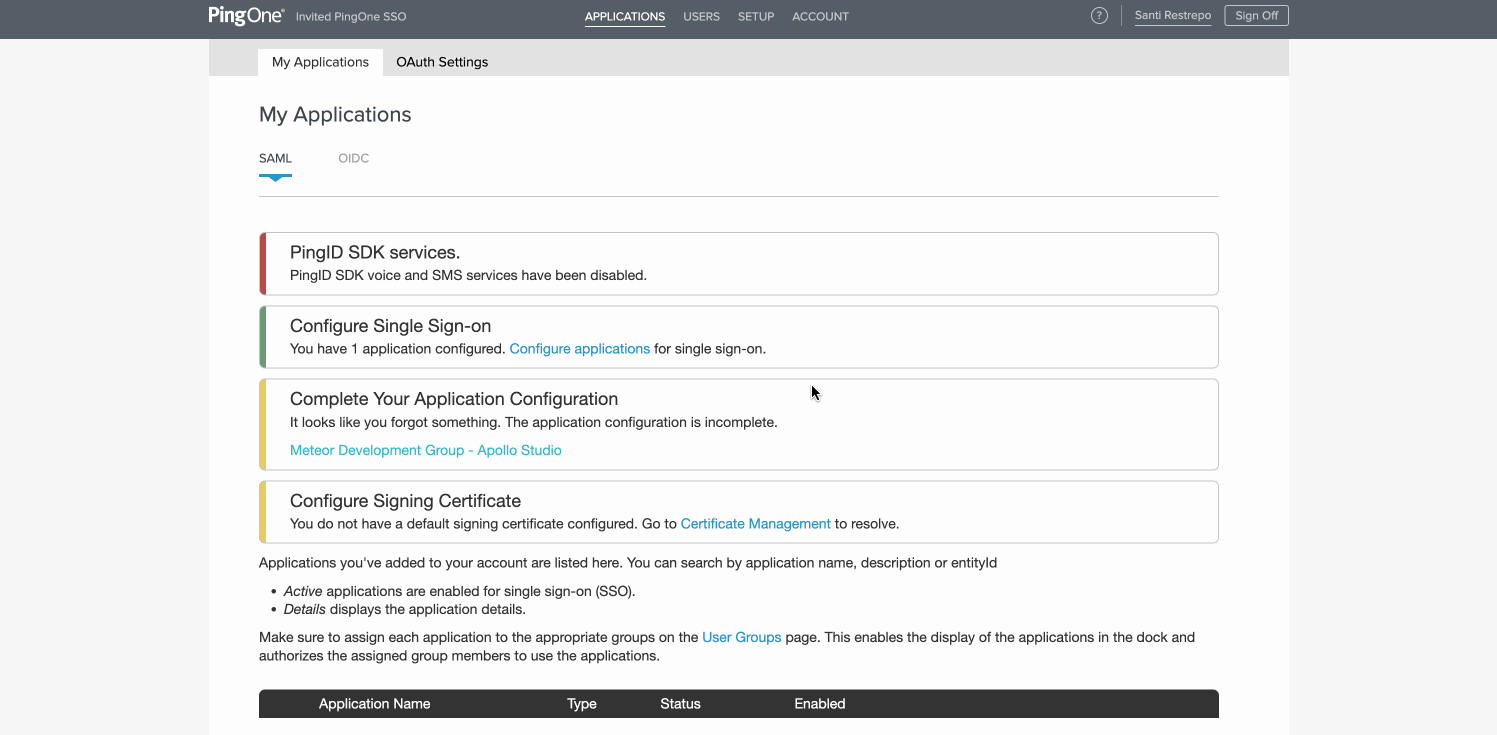 PingOne® Invited PingOne SSO APPLICATIONS USERS SETUP ACCOUNT ? Santi Restrepo Sign Off
My Applications OAuth Settings
My Applications
SAML OIDC
PingID SDK services.
PingID SDK voice and SMS services have been disabled.
Configure Single Sign-on
You have 1 application configured. Configure applications for single sign-on.
Complete Your Application Configuration
It looks like you forgot something. The application configuration is incomplete.
Meteor Development Group - Apollo Studio
Configure Signing Certificate
You do not have a default signing certificate configured. Go to Certificate Management to resolve.
Applications you've added to your account are listed here. You can search by application name, description or entityId
• Active applications are enabled for single sign-on (SSO).
• Details displays the application details.
Make sure to assign each application to the appropriate groups on the User Groups page. This enables the display of the applications in the dock and
authorizes the assigned group members to use the applications.
Application Name Type Status Enabled